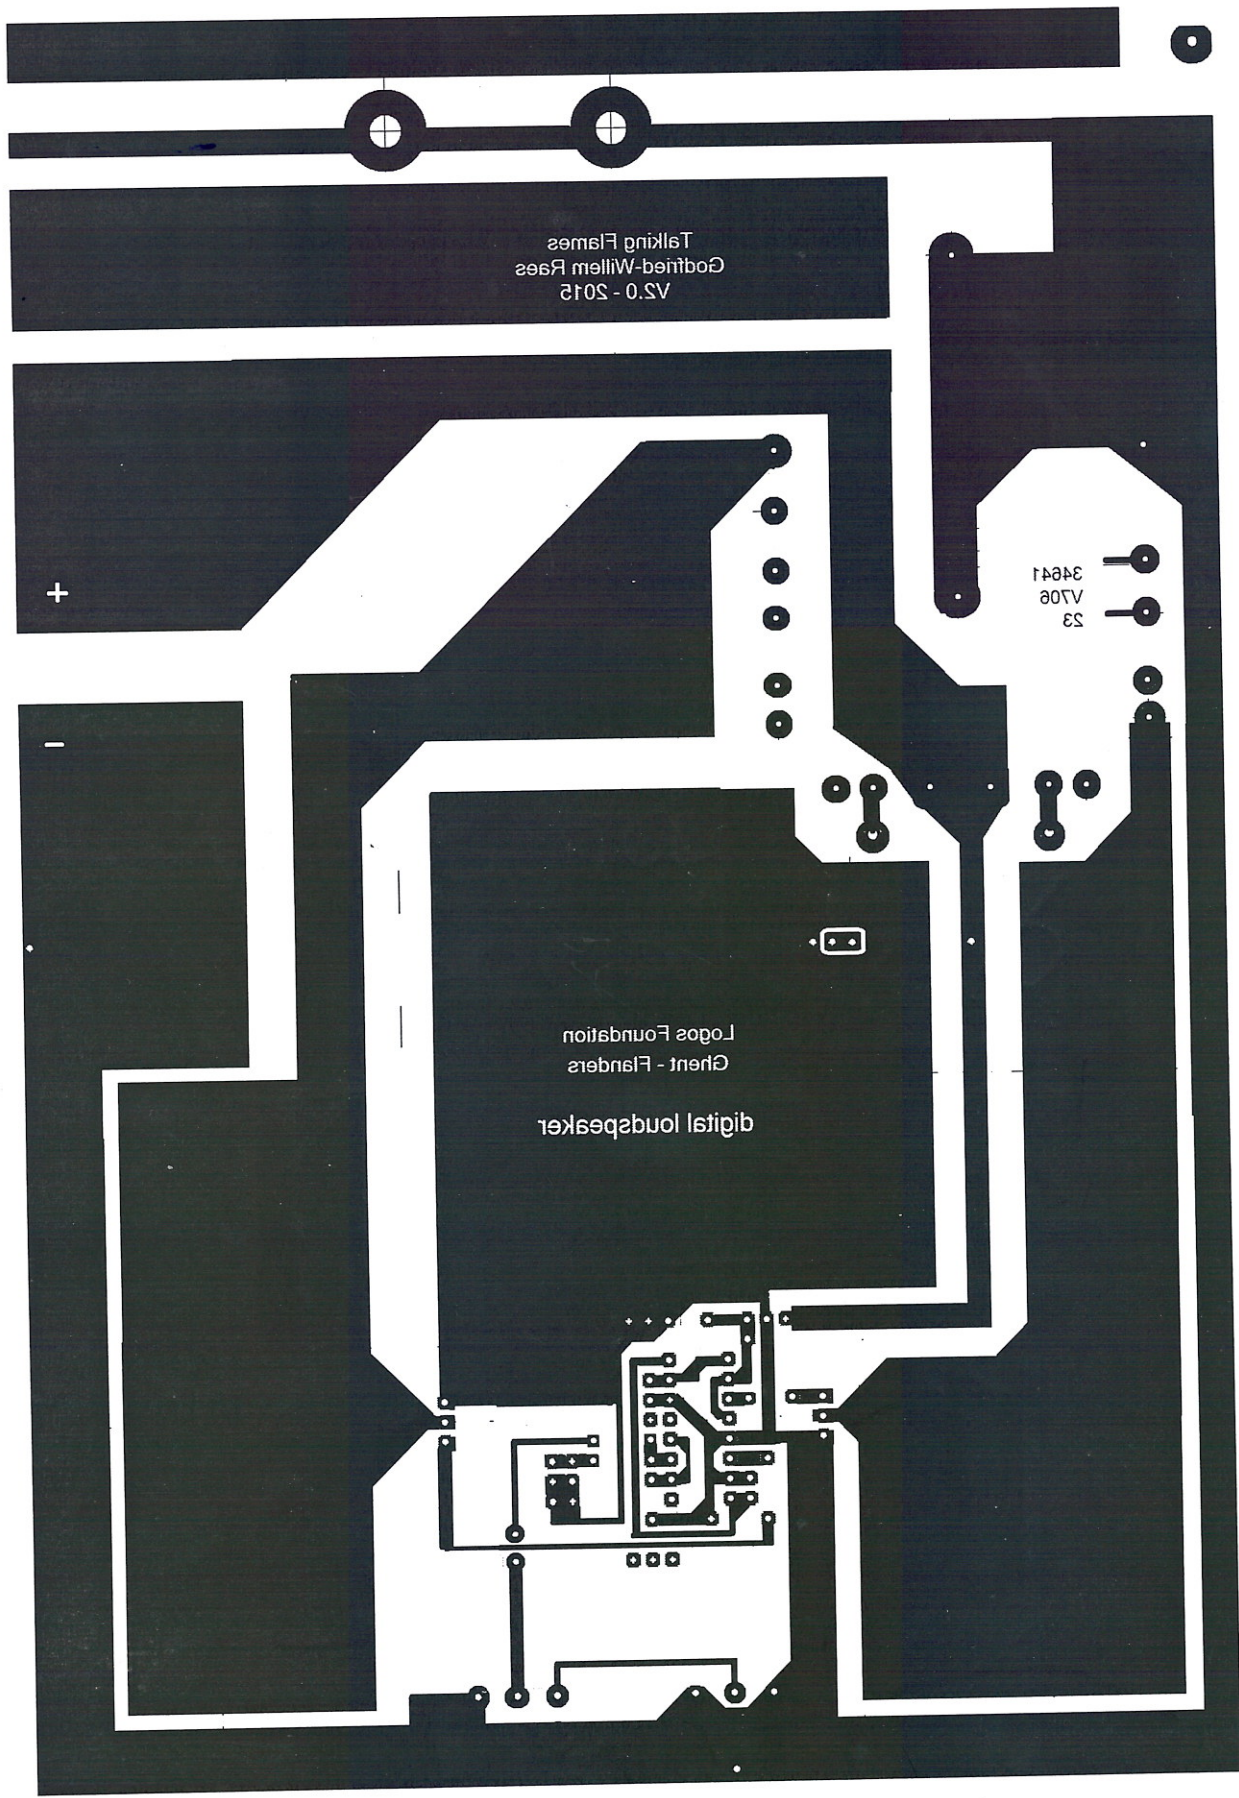 Talking Flames
Godfried-Willem Raes
V2.0 - 2015
+
34641
V706
23
-
Logos Foundation
Ghent - Flanders
digital loudspeaker